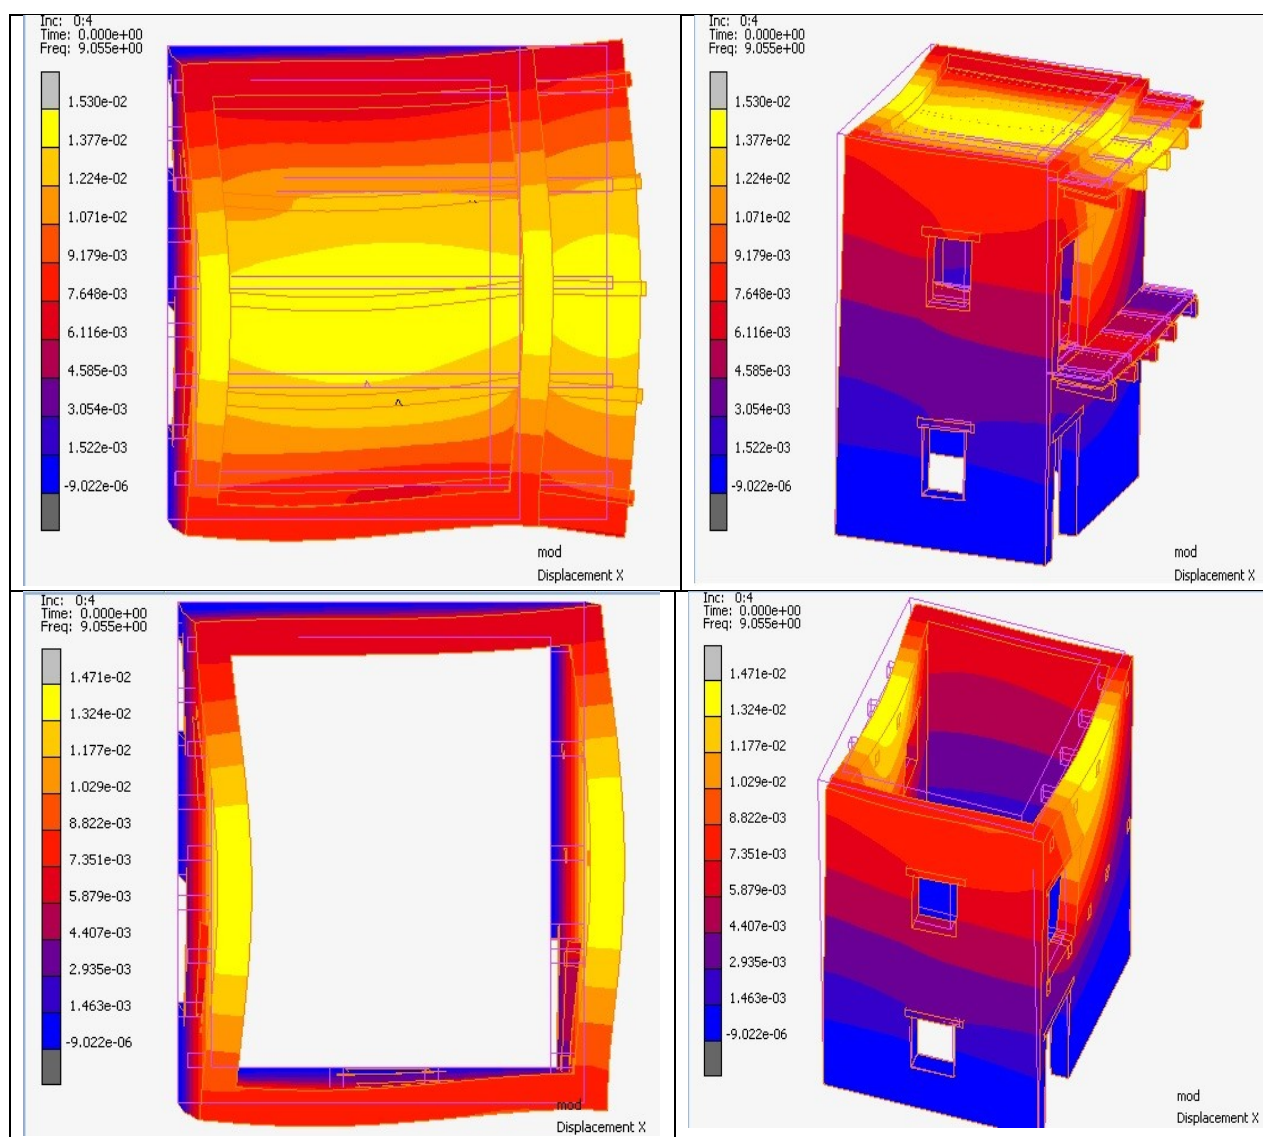 Inc: 0:4
Time: 0.000e+00
Freq: 9.055e+00
1.530e-02
1.377e-02
1.224e-02
1.071e-02
9.179e-03
7.648e-03
6.116e-03
4.585e-03
3.054e-03
1.522e-03
-9.022e-06
mod
Displacement X
Inc: 0:4
Time: 0.000e+00
Freq: 9.055e+00
1.530e-02
1.377e-02
1.224e-02
1.071e-02
9.179e-03
7.648e-03
6.116e-03
4.585e-03
3.054e-03
1.522e-03
-9.022e-06
mod
Displacement X
Inc: 0:4
Time: 0.000e+00
Freq: 9.055e+00
1.471e-02
1.324e-02
1.177e-02
1.029e-02
8.822e-03
7.351e-03
5.879e-03
4.407e-03
2.935e-03
1.463e-03
-9.022e-06
mod
Displacement X
Inc: 0:4
Time: 0.000e+00
Freq: 9.055e+00
1.471e-02
1.324e-02
1.177e-02
1.029e-02
8.822e-03
7.351e-03
5.879e-03
4.407e-03
2.935e-03
1.463e-03
-9.022e-06
mod
Displacement X